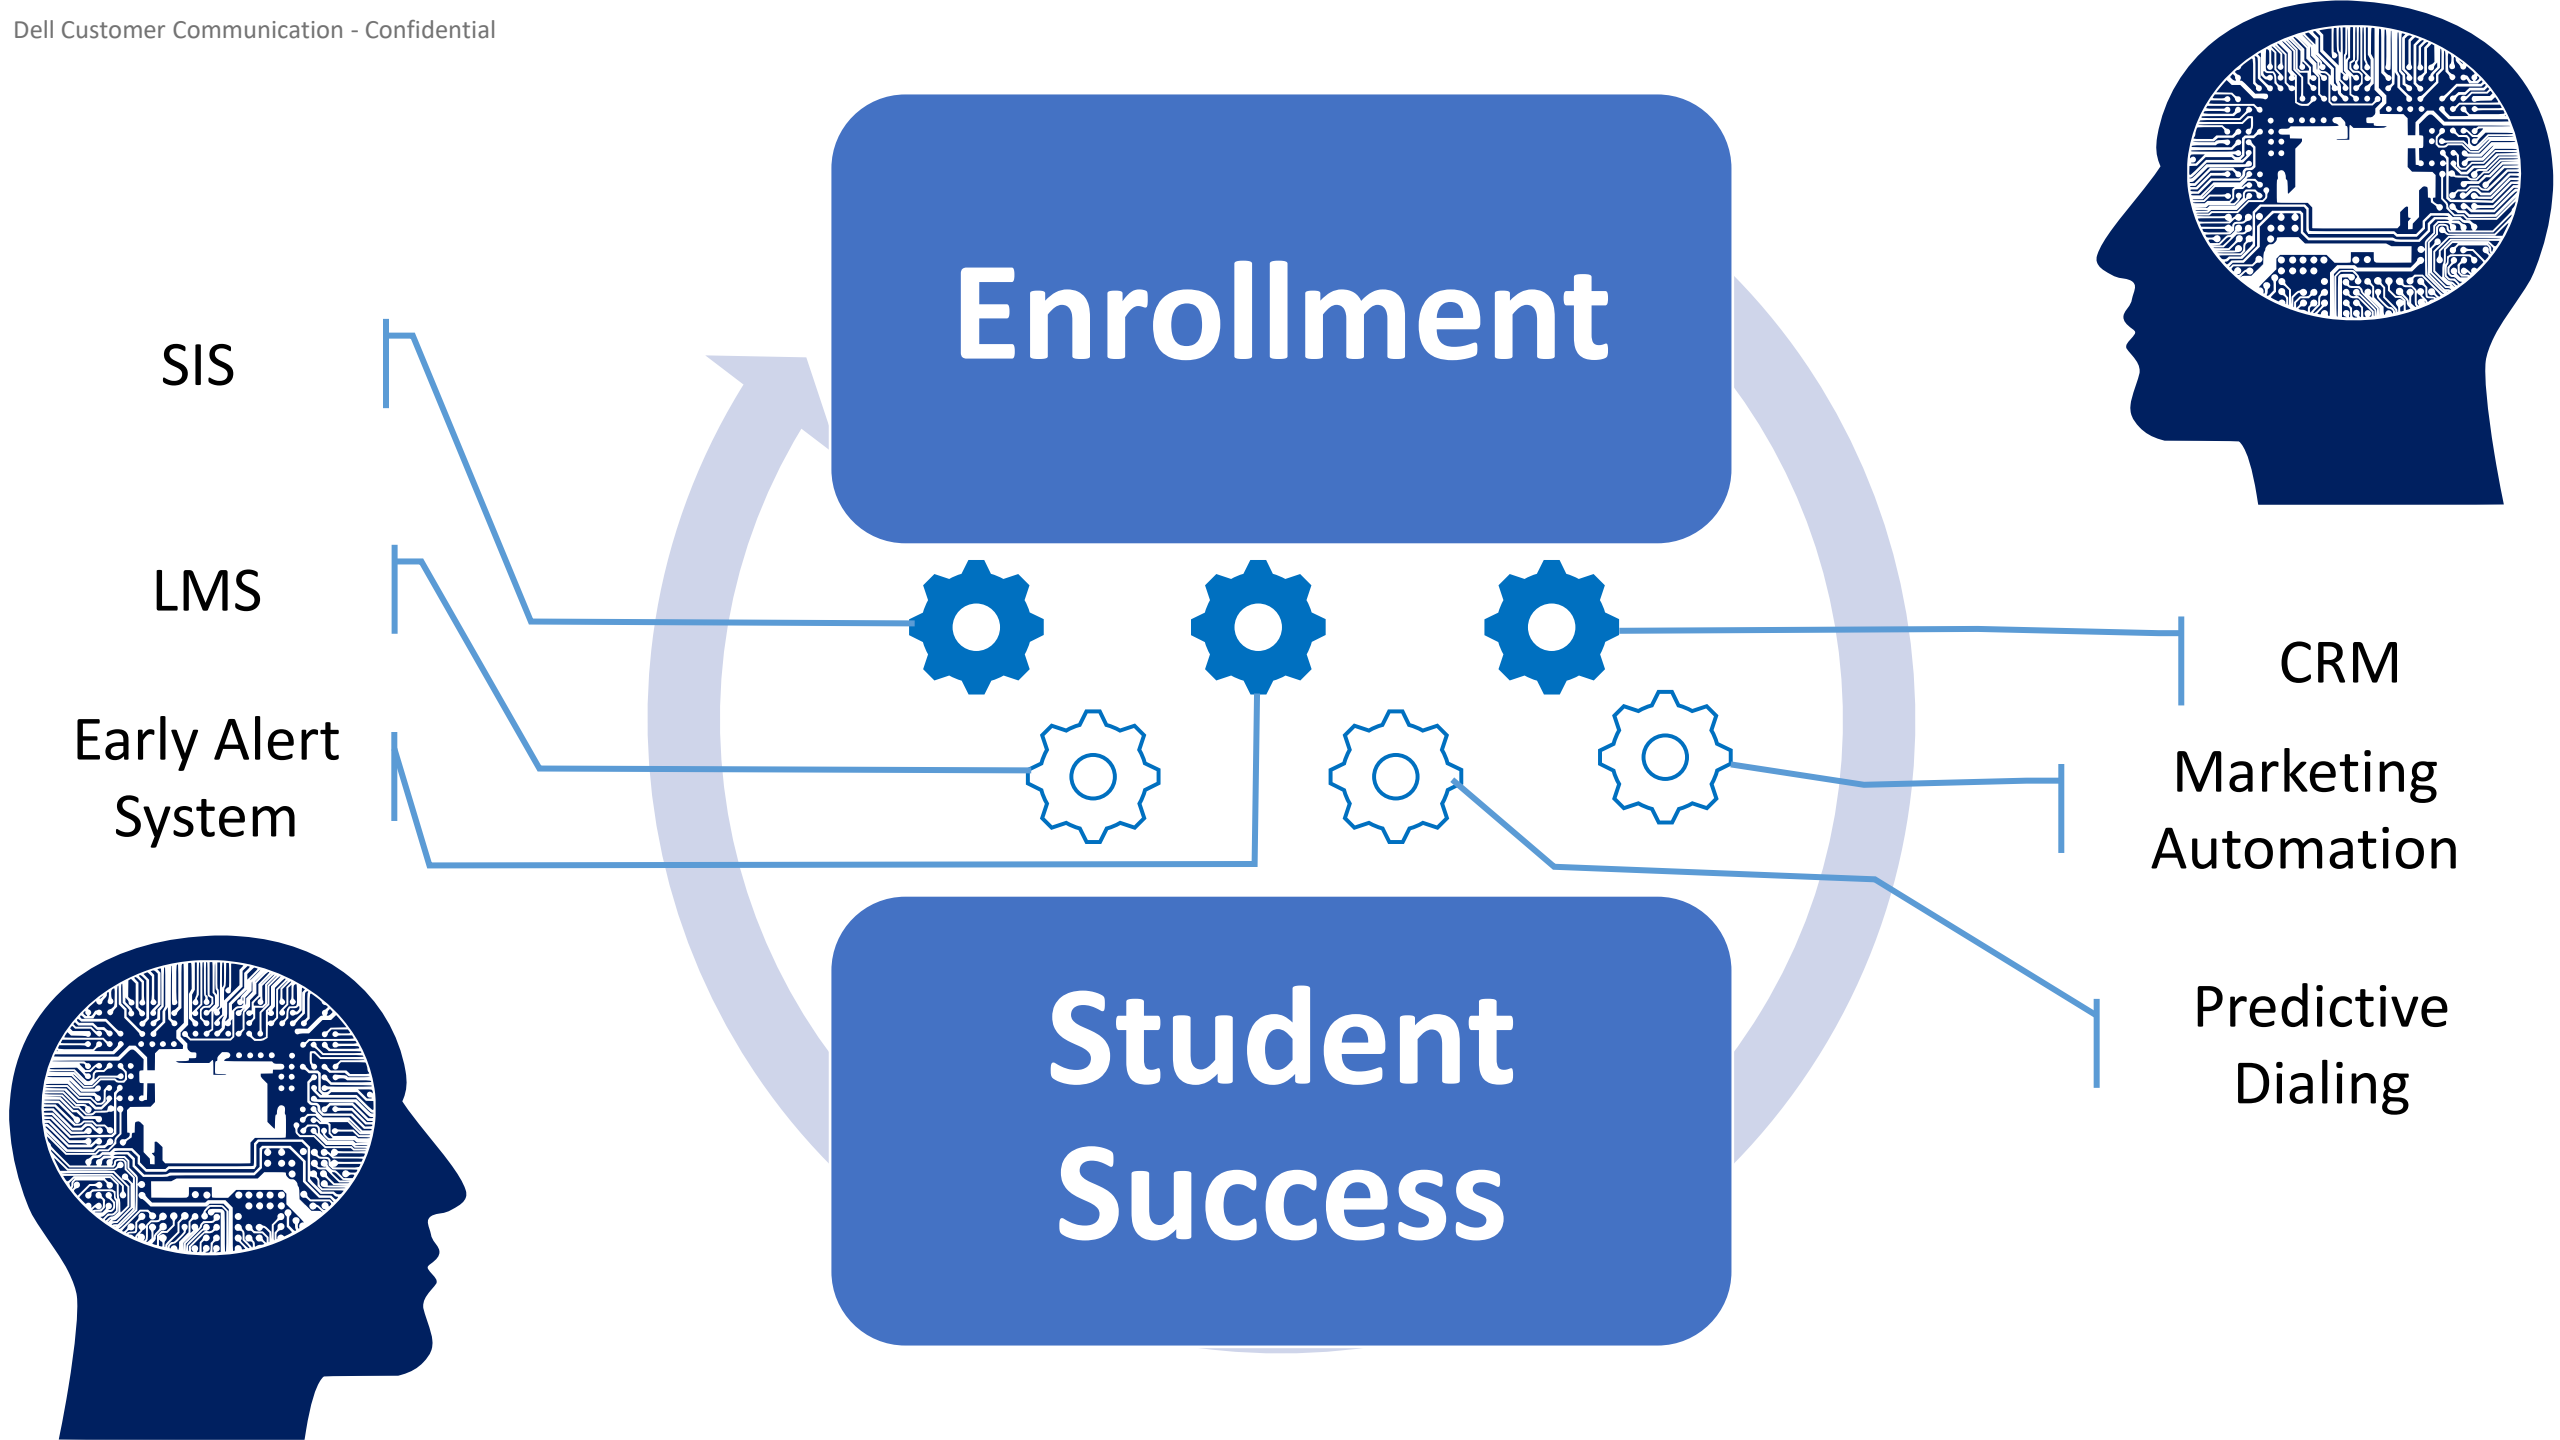 Dell Customer Communication - Confidential
Enrollment
SIS
LMS
Early Alert
System
CRM
Marketing
Automation
Predictive
Dialing
Student
Success